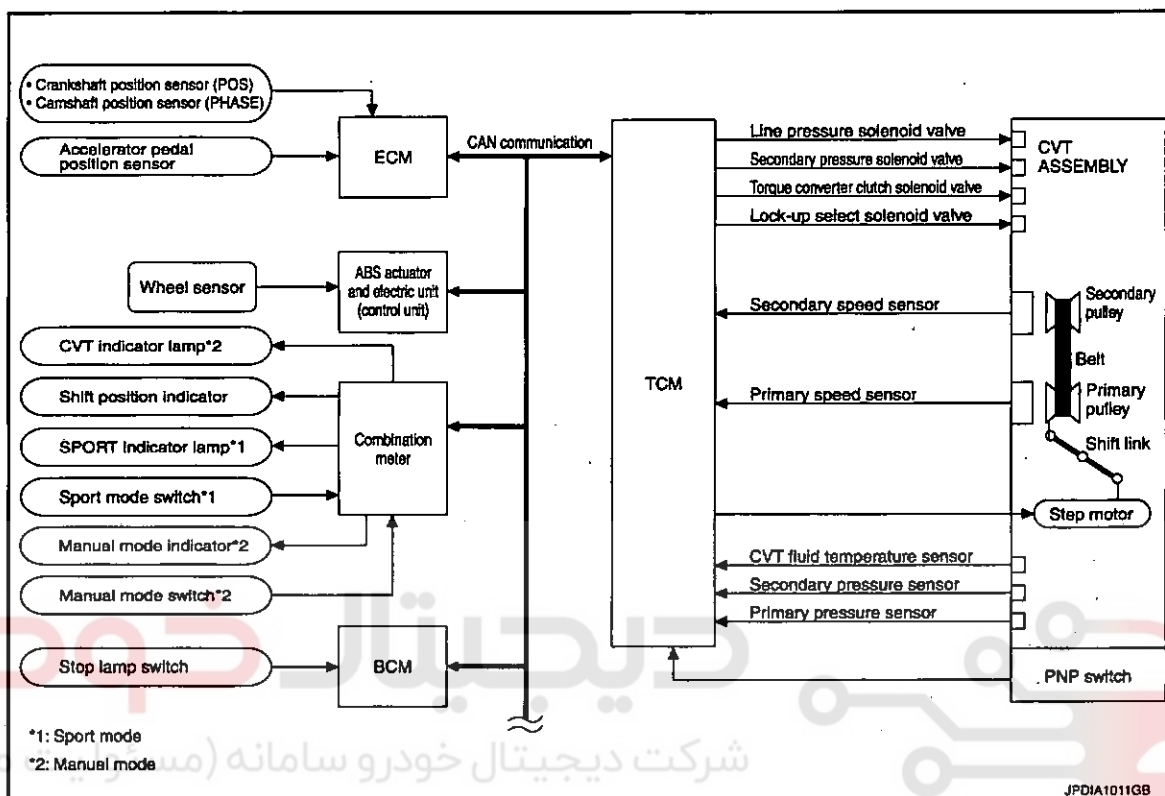 • Crankshaft position sensor (POS)
• Camshaft position sensor (PHASE)
Accelerator pedal
position sensor
ECM
CAN communication
Wheel sensor
ABS actuator
and electric unit
(control unit)
CVT indicator lamp*2
Shift position indicator
SPORT indicator lamp*1
Sport mode switch*1
Manual mode indicator*2
Manual mode switch*2
Combination
meter
Stop lamp switch
BCM
TCM
Line pressure solenoid valve
Secondary pressure solenoid valve
Torque converter clutch solenoid valve
Lock-up select solenoid valve
Secondary speed sensor
Primary speed sensor
CVT fluid temperature sensor
Secondary pressure sensor
Primary pressure sensor
CVT
ASSEMBLY
Secondary
pulley
Belt
Primary
pulley
Shift link
Step motor
PNP switch
*1: Sport mode
*2: Manual mode
دیجیتال خودرو
شرکت دیجیتال خودرو سامانه (مسئولیت
JPDIA1011GB